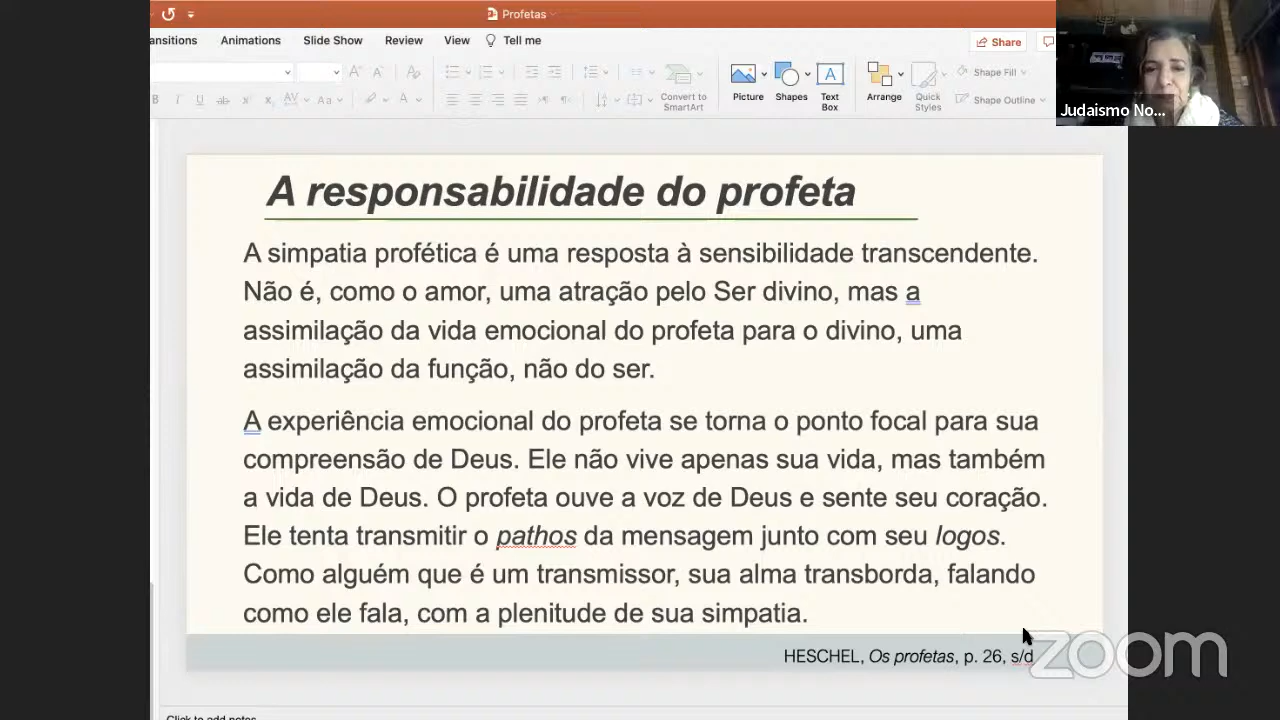 Profetas
ansitions Animations Slide Show Review View Tell me
Share
Convert to
SmartArt
Picture Shapes Text
Box
Arrange Quick
Styles
Shape Fill
Shape Outline
Judaismo No...
A responsabilidade do profeta
A simpatia profética é uma resposta à sensibilidade transcendente.
Não é, como o amor, uma atração pelo Ser divino, mas a
assimilação da vida emocional do profeta para o divino, uma
assimilação da função, não do ser.
A experiência emocional do profeta se torna o ponto focal para sua
compreensão de Deus. Ele não vive apenas sua vida, mas também
a vida de Deus. O profeta ouve a voz de Deus e sente seu coração.
Ele tenta transmitir o pathos da mensagem junto com seu logos.
Como alguém que é um transmissor, sua alma transborda, falando
como ele fala, com a plenitude de sua simpatia.
HESCHEL, Os profetas, p. 26, s/d
zoom
Click to add notes